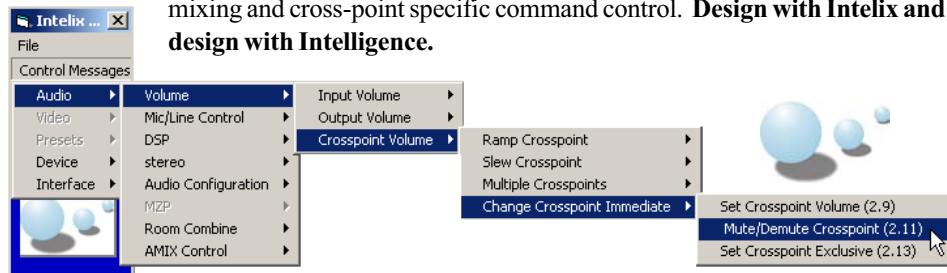 mixing and cross-point specific command control. Design with Intelix and
design with Intelligence.
Intelix ...
File
Control Messages
Audio
Video
Presets
Device
Interface
Volume
Mic/Line Control
DSP
stereo
Audio Configuration
MZP
Room Combine
AMIX Control
Input Volume
Output Volume
Crosspoint Volume
Ramp Crosspoint
Slew Crosspoint
Multiple Crosspoints
Change Crosspoint Immediate
Set Crosspoint Volume (2.9)
Mute/Demute Crosspoint (2.11)
Set Crosspoint Exclusive (2.13)